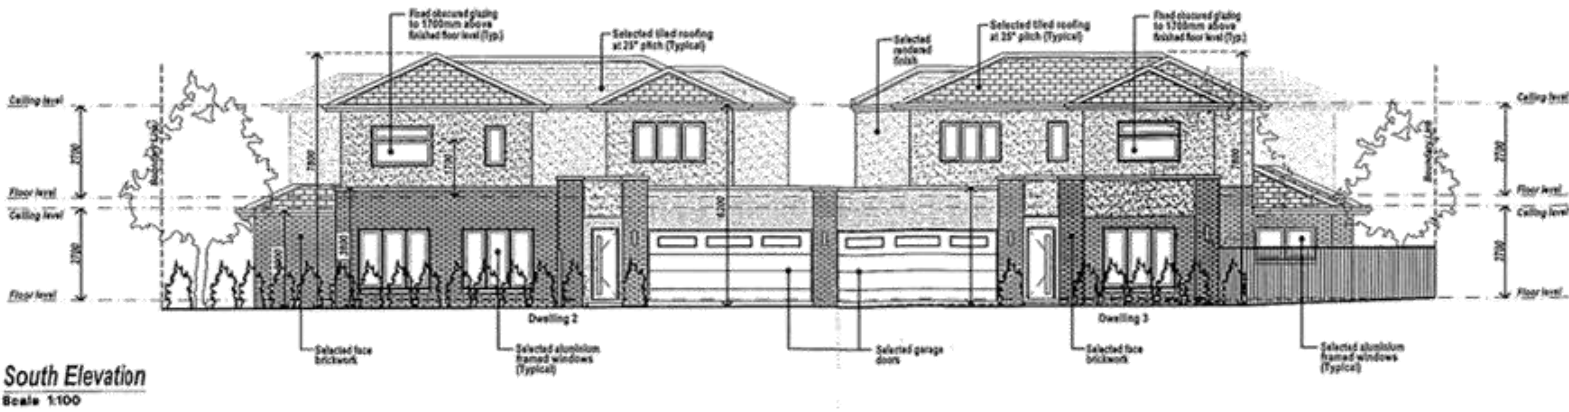 Fixed obscured glazing
to 1700mm above
finished floor level (Typ.)
Selected tiled roofing
at 25° pitch (Typical)
Selected
rendered
finish
Selected tiled roofing
at 25° pitch (Typical)
Fixed obscured glazing
to 1700mm above
finished floor level (Typ.)
Ceiling level
2700
Floor level
Ceiling level
2700
Floor level
1700
6200
Ceiling level
2700
Floor level
Ceiling level
2700
Floor level
Dwelling 2
Dwelling 3
Selected face
brickwork
Selected aluminium
framed windows
(Typical)
Selected garage
doors
Selected face
brickwork
Selected aluminium
framed windows
(Typical)
South Elevation
Scale 1:100